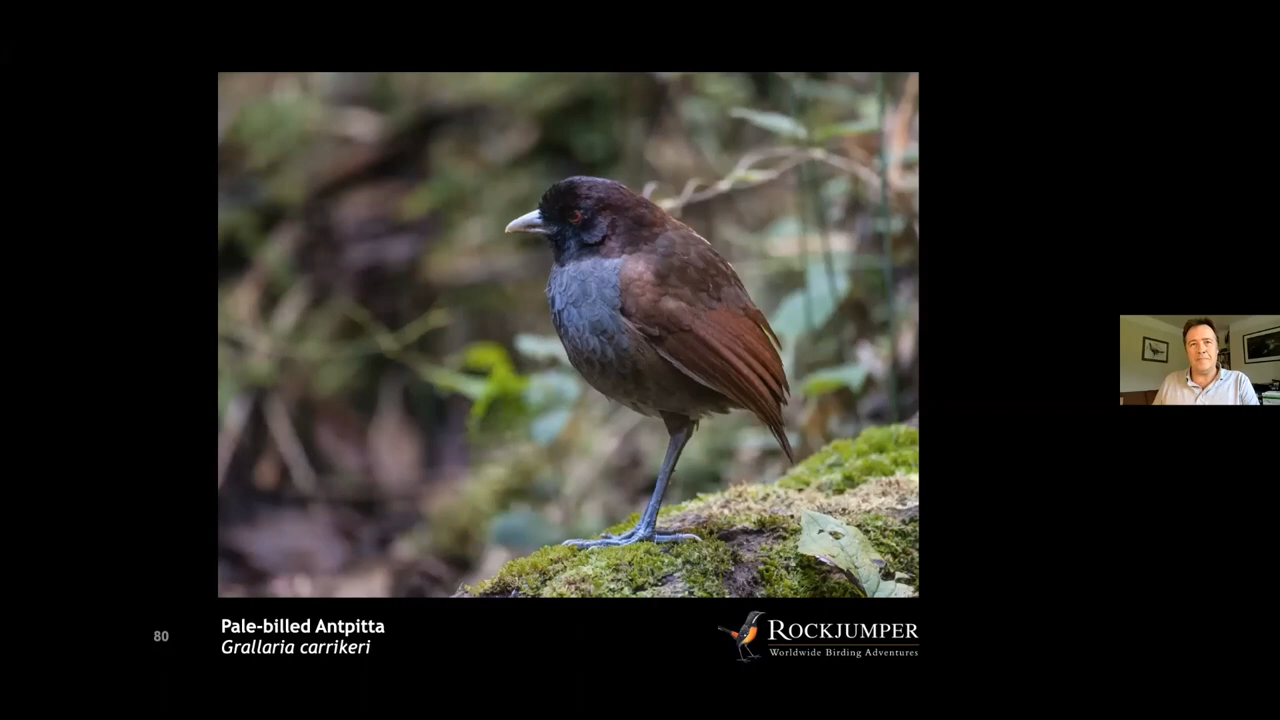 80
Pale-billed Antpitta
Grallaria carrikeri
ROCKJUMPER
Worldwide Birding Adventures